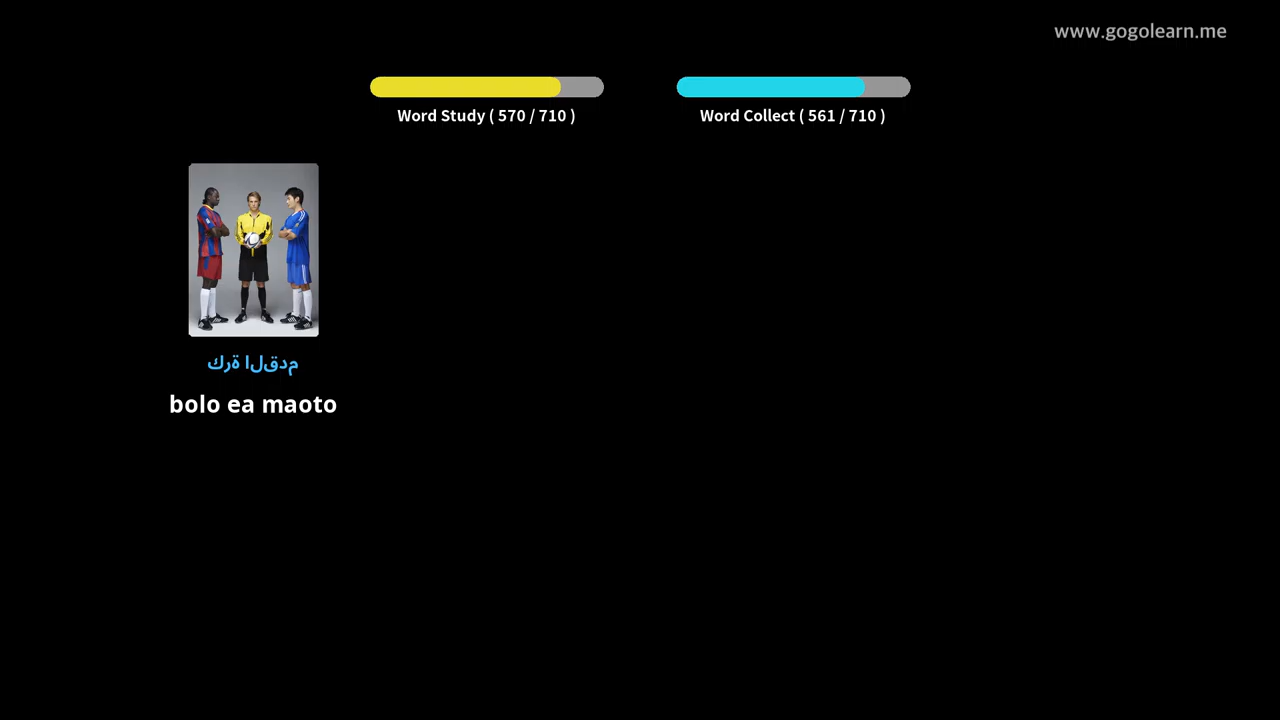 www.gogolearn.me
Word Study ( 570 / 710 )
Word Collect ( 561 / 710 )
كرة القدم
bolo ea maoto